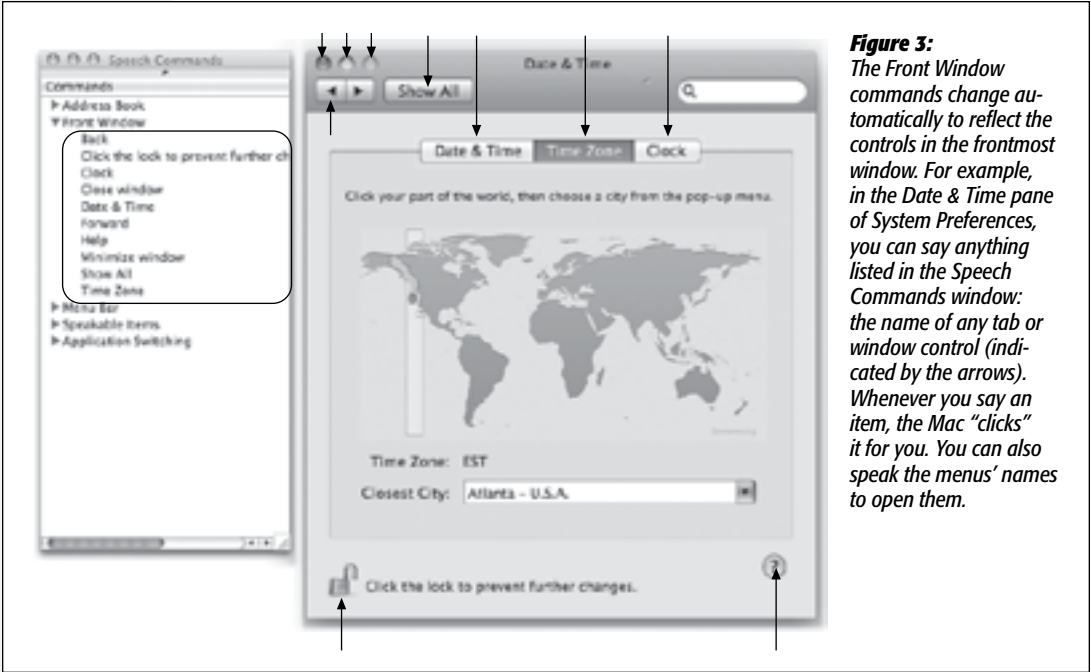 Speech Commands
Commands
Address Book
Front Window
Back
Click the lock to prevent further ch
Clock
Close window
Date & Time
Forward
Help
Minimize window
Show All
Time Zone
Menu Bar
Speakable Items
Application Switching
Date & Time
Show All
Date & Time
Time Zone
Clock
Click your part of the world, then choose a city from the pop-up menu.
Time Zone: EST
Closest City: Atlanta - U.S.A.
Click the lock to prevent further changes.
?
Figure 3:
The Front Window
commands change au-
tomatically to reflect the
controls in the frontmost
window. For example,
in the Date & Time pane
of System Preferences,
you can say anything
listed in the Speech
Commands window:
the name of any tab or
window control (indi-
cated by the arrows).
Whenever you say an
item, the Mac “clicks”
it for you. You can also
speak the menus’ names
to open them.